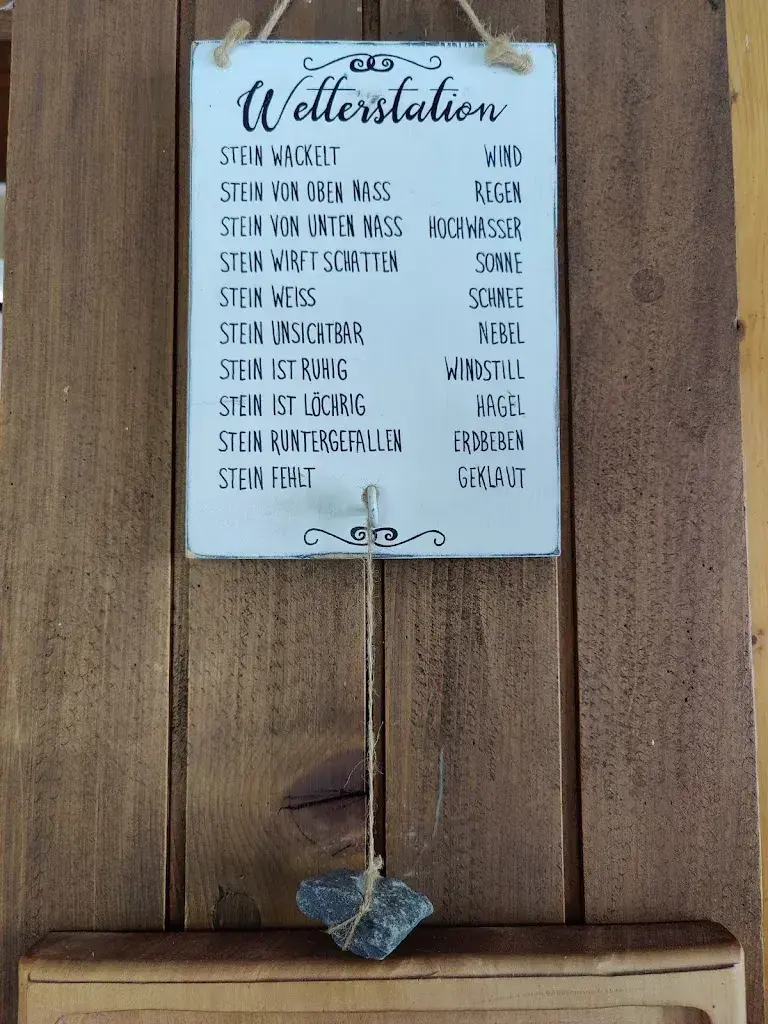 Wetterstation
STEIN WACKELT WIND
STEIN VON OBEN NASS REGEN
STEIN VON UNTEN NASS HOCHWASSER
STEIN WIRFT SCHATTEN SONNE
STEIN WEISS SCHNEE
STEIN UNSICHTBAR NEBEL
STEIN IST RUHIG WINDSTILL
STEIN IST LÖCHRIG HAGEL
STEIN RUNTERGEFALLEN ERDBEBEN
STEIN FEHLT GEKLAUT